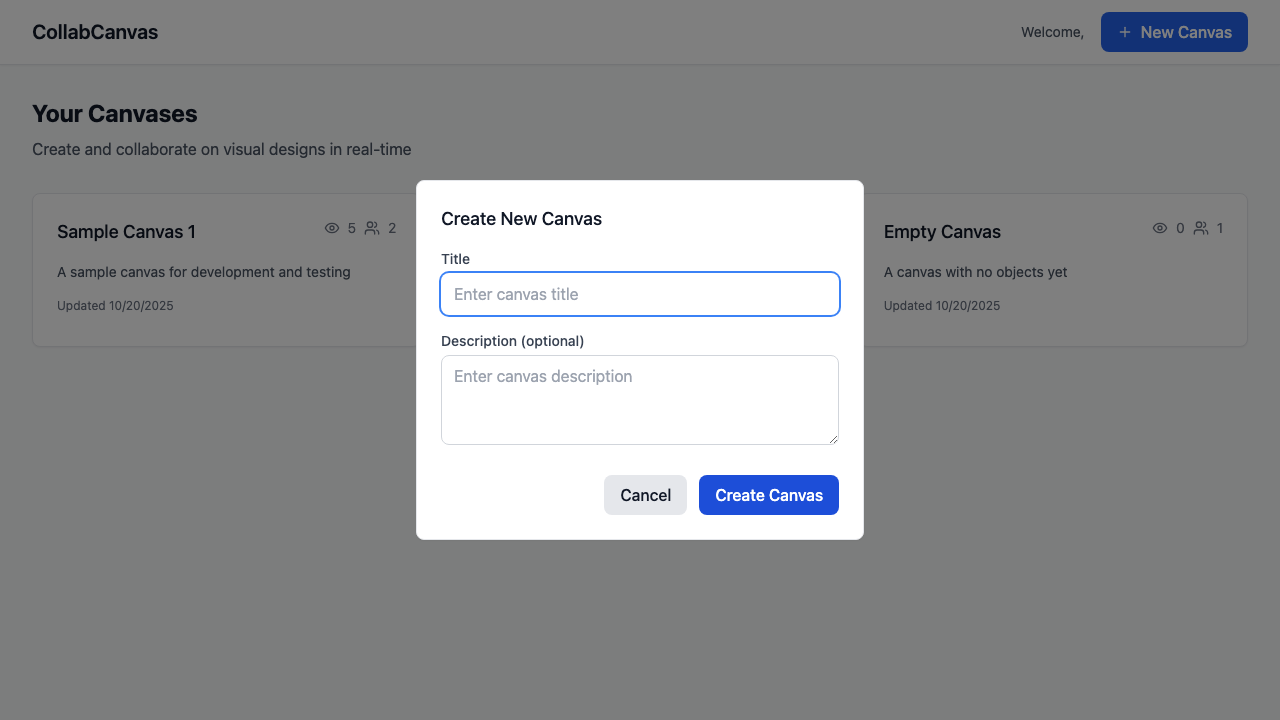 CollabCanvas
Welcome,
+ New Canvas
Your Canvases
Create and collaborate on visual designs in real-time
Sample Canvas 1
5
2
A sample canvas for development and testing
Updated 10/20/2025
Create New Canvas
Title
Enter canvas title
Description (optional)
Enter canvas description
Cancel
Create Canvas
Empty Canvas
0
1
A canvas with no objects yet
Updated 10/20/2025